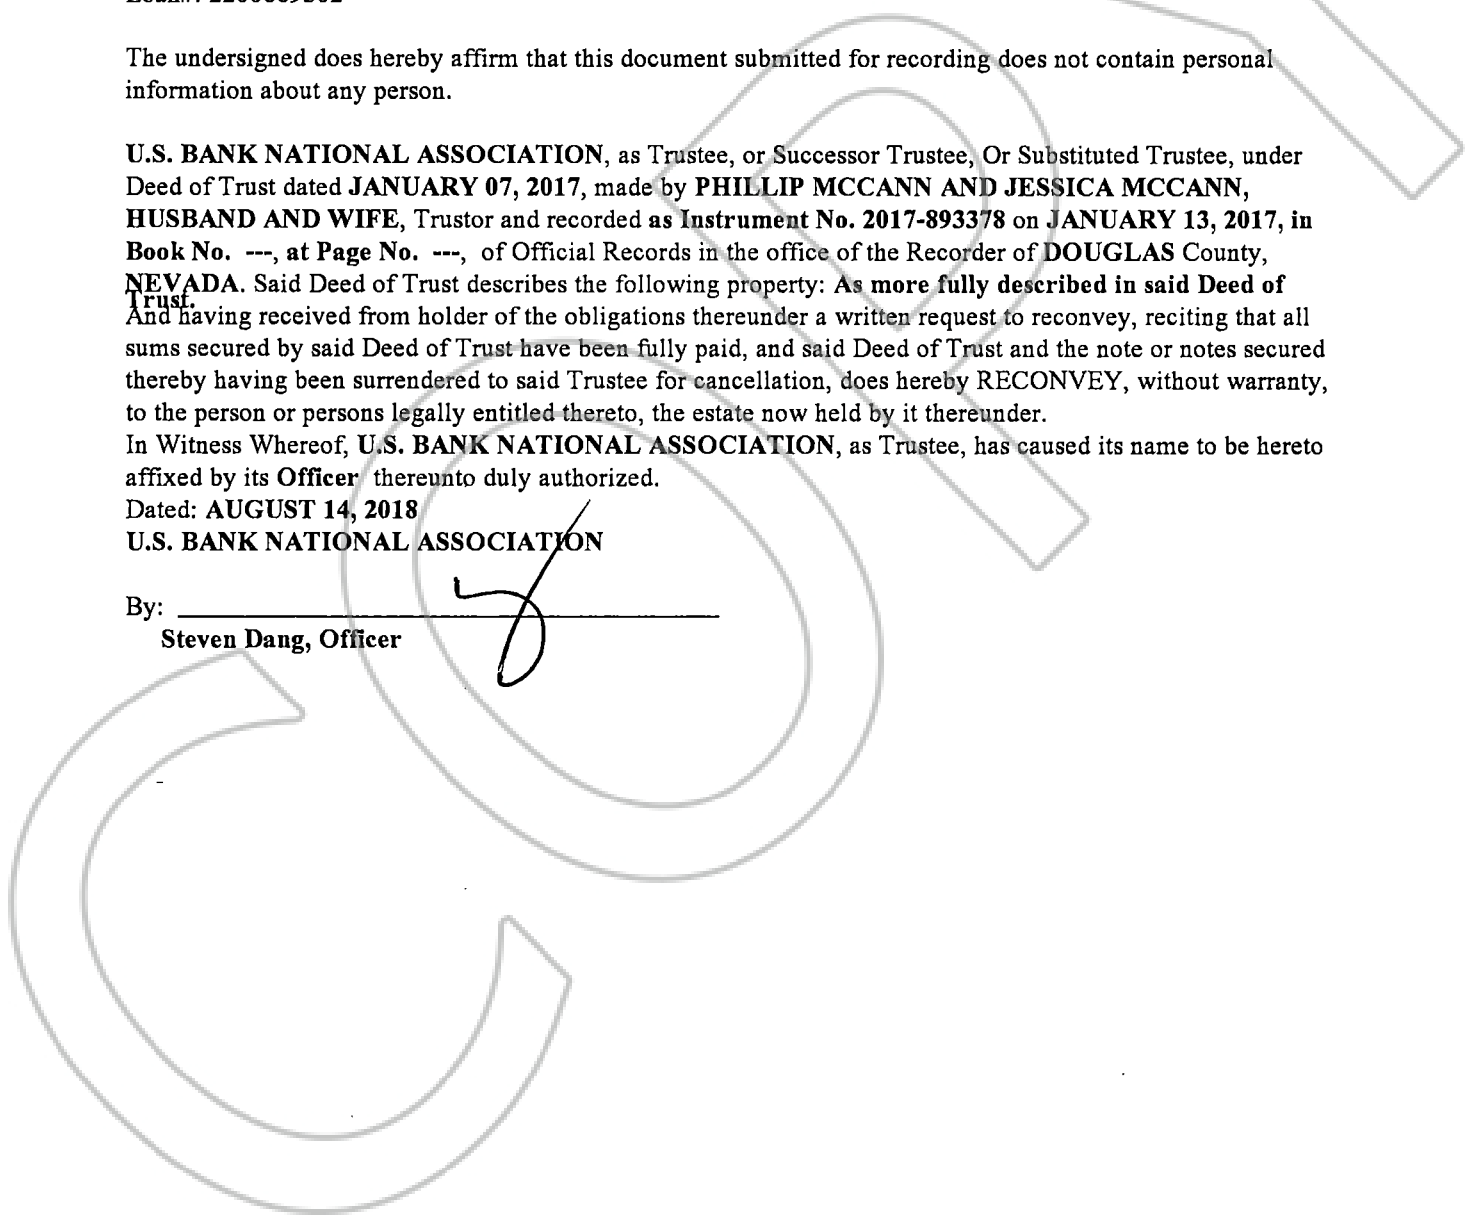 The undersigned does hereby affirm that this document submitted for recording does not contain personal
information about any person.
U.S. BANK NATIONAL ASSOCIATION, as Trustee, or Successor Trustee, Or Substituted Trustee, under
Deed of Trust dated JANUARY 07, 2017, made by PHILLIP MCCANN AND JESSICA MCCANN,
HUSBAND AND WIFE, Trustor and recorded as Instrument No. 2017-893378 on JANUARY 13, 2017, in
Book No. ---, at Page No. ---, of Official Records in the office of the Recorder of DOUGLAS County,
NEVADA. Said Deed of Trust describes the following property: As more fully described in said Deed of
Trust.
And having received from holder of the obligations thereunder a written request to reconvey, reciting that all
sums secured by said Deed of Trust have been fully paid, and said Deed of Trust and the note or notes secured
thereby having been surrendered to said Trustee for cancellation, does hereby RECONVEY, without warranty,
to the person or persons legally entitled thereto, the estate now held by it thereunder.
In Witness Whereof, U.S. BANK NATIONAL ASSOCIATION, as Trustee, has caused its name to be hereto
affixed by its Officer thereunto duly authorized.
Dated: AUGUST 14, 2018
U.S. BANK NATIONAL ASSOCIATION
By:
Steven Dang, Officer
COPY